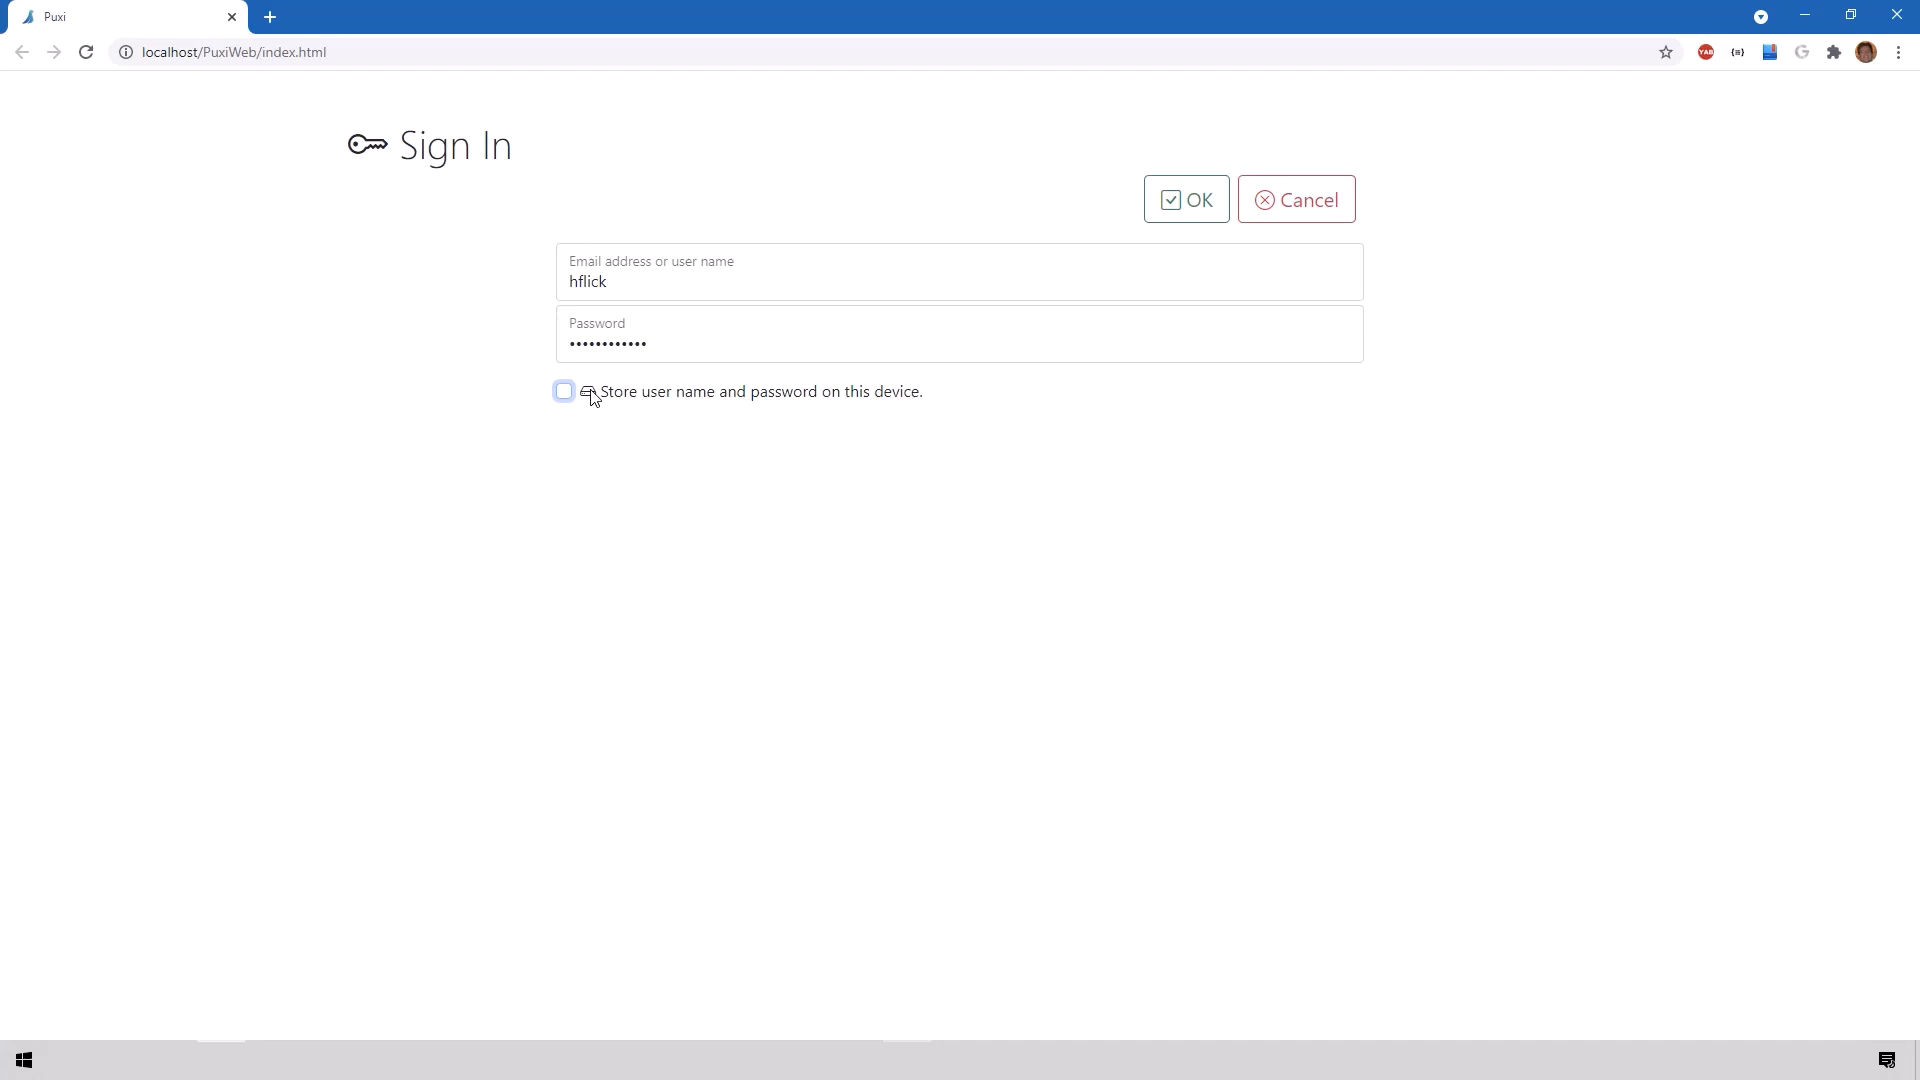 Puxi
localhost/PuxiWeb/index.html
YAB
Sign In
OK
Cancel
Email address or user name
hflick
Password
••••••••••••
Store user name and password on this device.